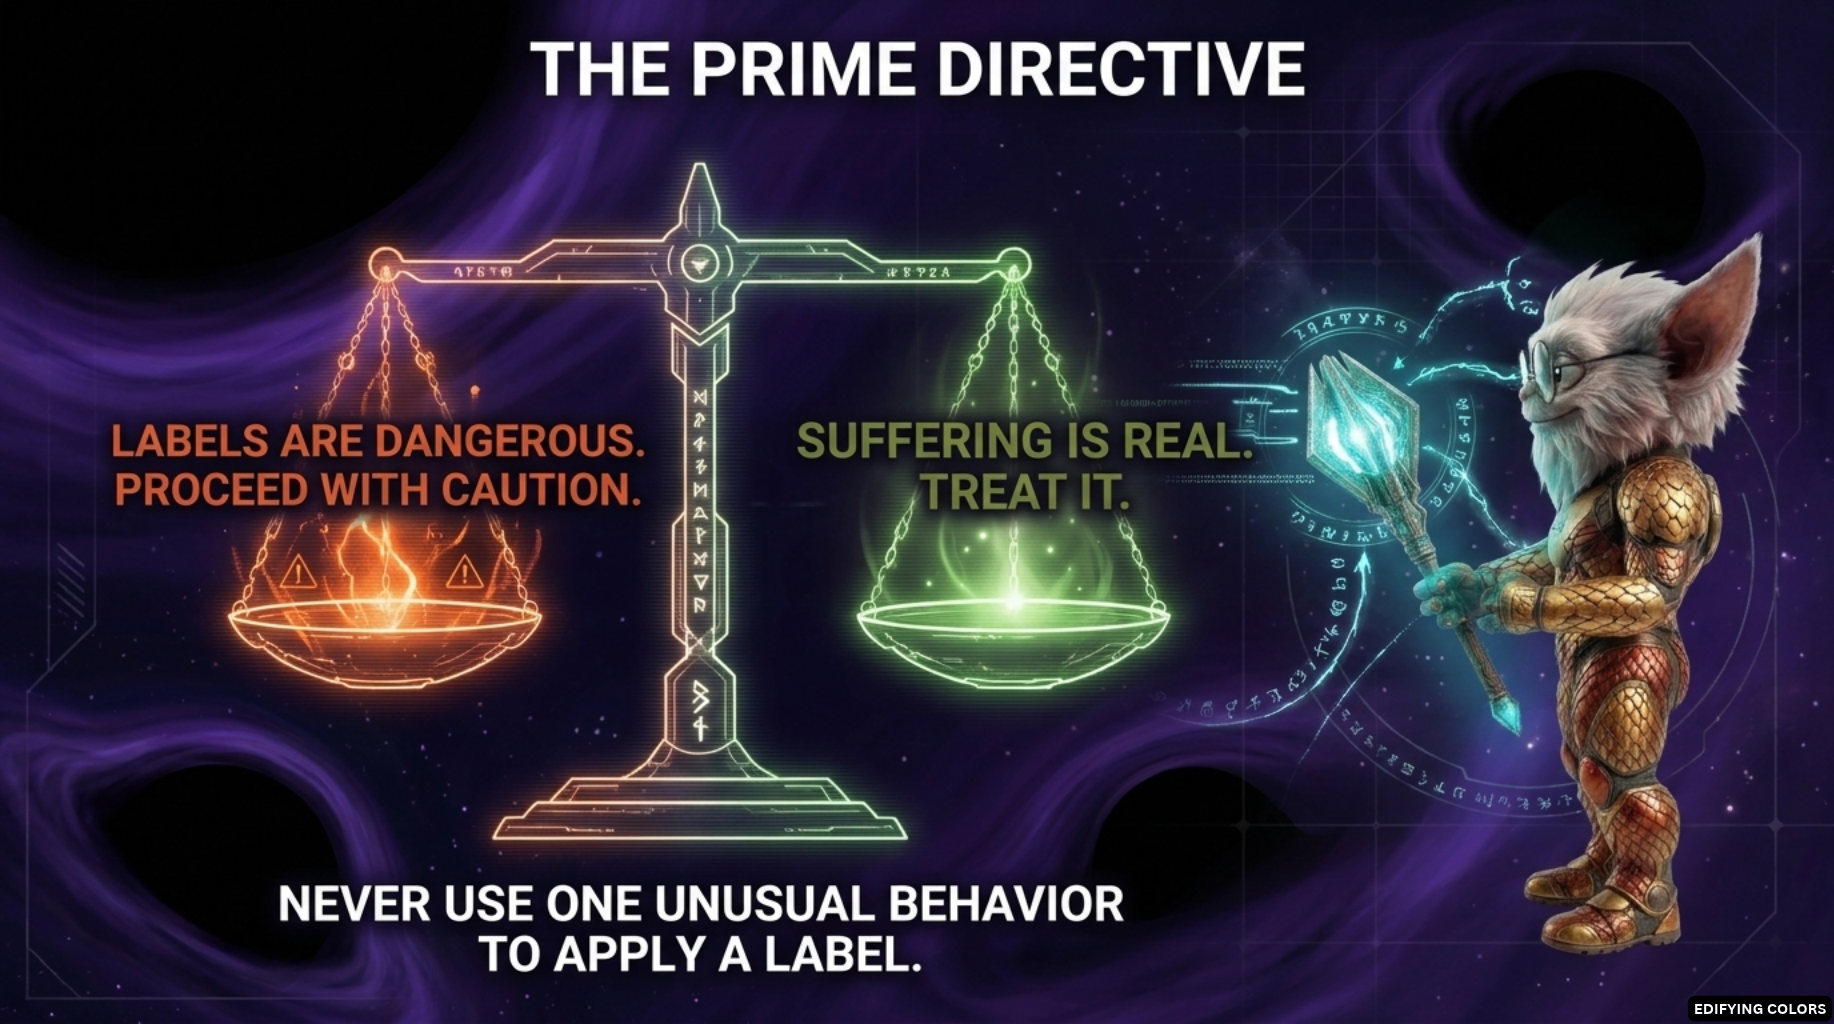 THE PRIME DIRECTIVE
LABELS ARE DANGEROUS.
PROCEED WITH CAUTION.
SUFFERING IS REAL.
TREAT IT.
NEVER USE ONE UNUSUAL BEHAVIOR
TO APPLY A LABEL.
EDIFYING COLORS